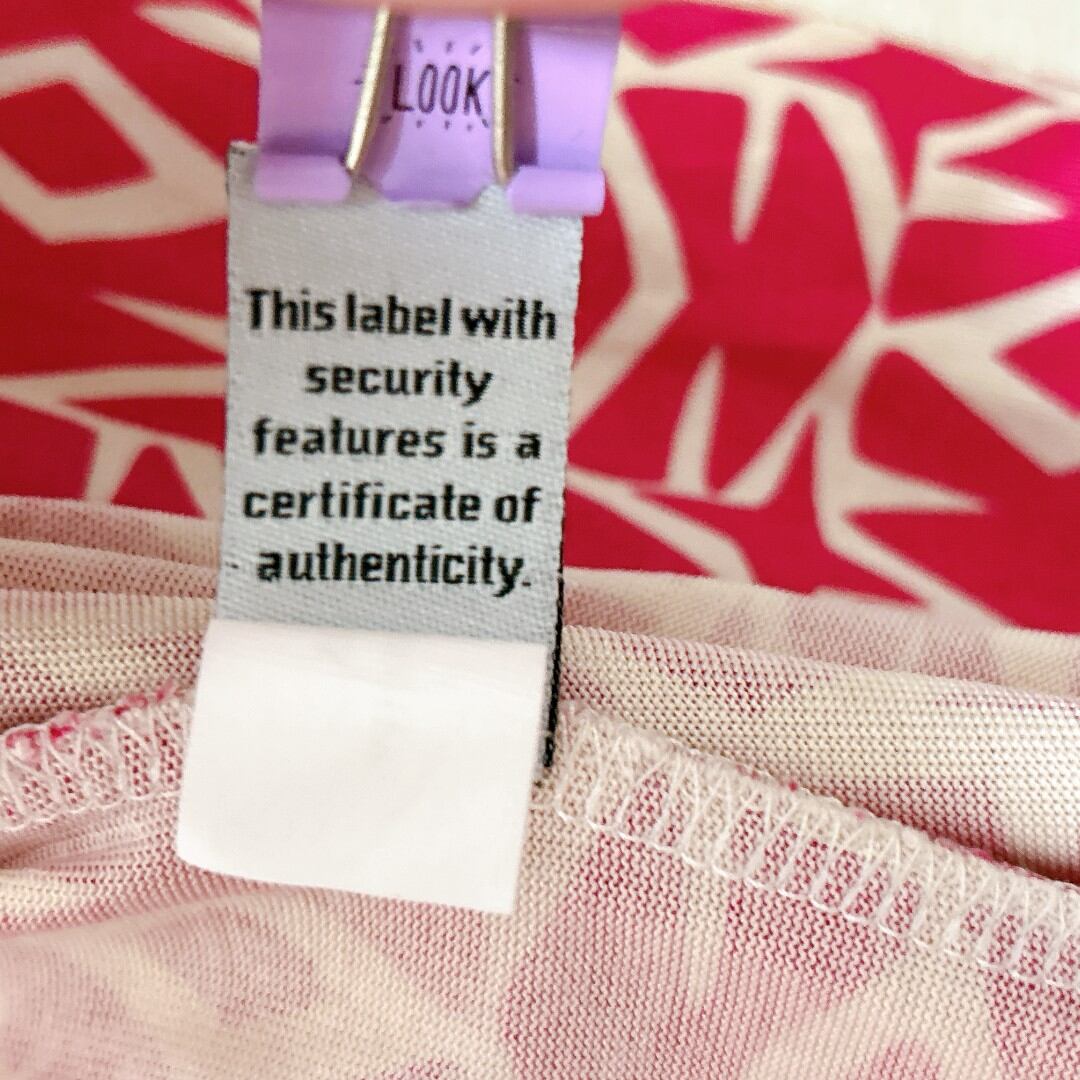 LOOK
This label with
security
features is a
certificate of
authenticity.